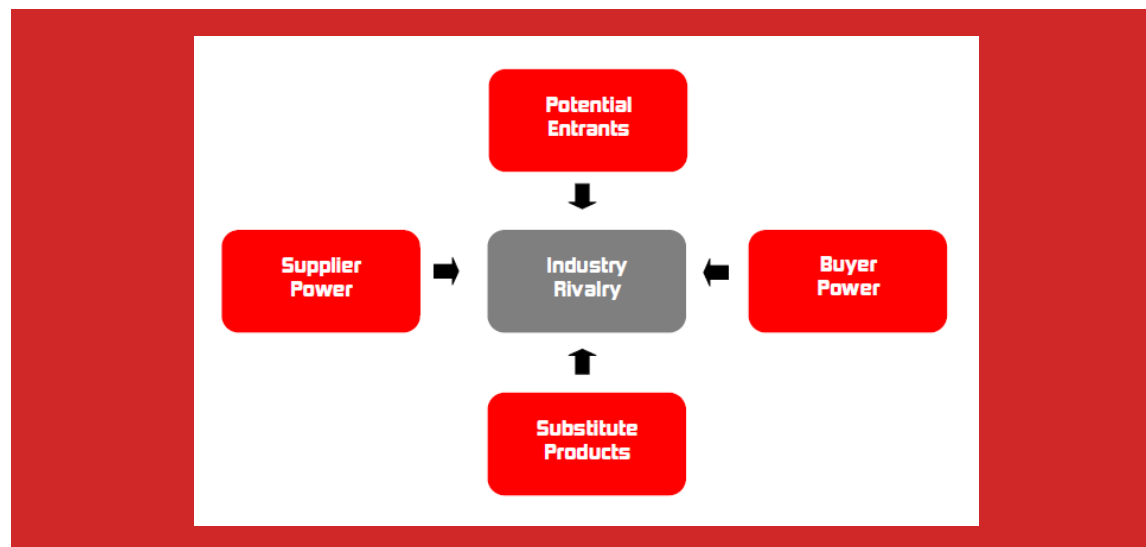 Potential
Entrants
Supplier
Power
Industry
Rivalry
Buyer
Power
Substitute
Products